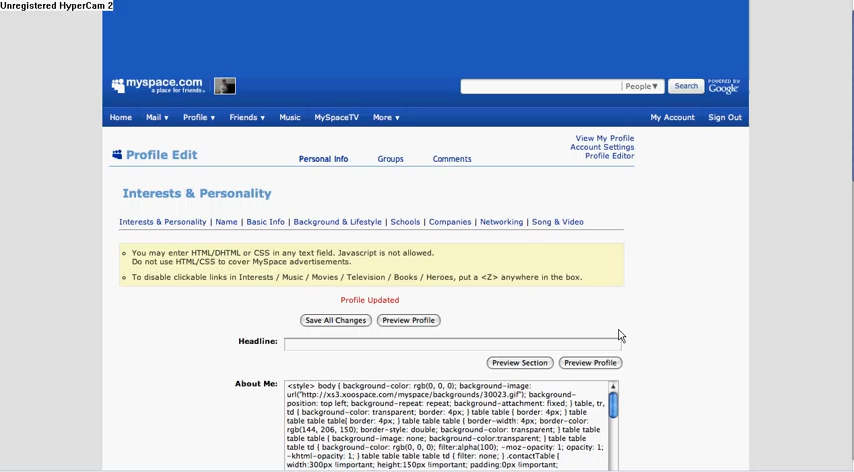 Unregistered HyperCam 2
myspace.com
a place for friends.
People▼ Search POWERED BY Google
Home Mail ▼ Profile ▼ Friends ▼ Music MySpaceTV More ▼ My Account Sign Out
View My Profile
Account Settings
Profile Editor
Profile Edit Personal Info Groups Comments
Interests & Personality
Interests & Personality | Name | Basic Info | Background & Lifestyle | Schools | Companies | Networking | Song & Video
You may enter HTML/DHTML or CSS in any text field. Javascript is not allowed.
Do not use HTML/CSS to cover MySpace advertisements.
To disable clickable links in Interests / Music / Movies / Television / Books / Heroes, put a <Z> anywhere in the box.
Profile Updated
Save All Changes Preview Profile
Headline:
Preview Section Preview Profile
About Me:
<style> body { background-color: rgb(0, 0, 0); background-image:
url("http://xs3.xoospace.com/myspace/backgrounds/30023.gif"); background-
position: top left; background-repeat: repeat; background-attachment: fixed; } table, tr,
td { background-color: transparent; border: 4px; } table table { border: 4px; } table
table table table{ border: 4px; } table table table { border-width: 4px; border-color:
rgb(144, 206, 150); border-style: double; background-color: transparent; } table table
table table { background-image: none; background-color:transparent; } table table
table td { background-color: rgb(0, 0, 0); filter:alpha(100); -moz-opacity: 1; opacity: 1;
-khtml-opacity: 1; } table table table table td { filter: none; } .contactTable {
width:300px !important; height:150px !important; padding:0px !important;